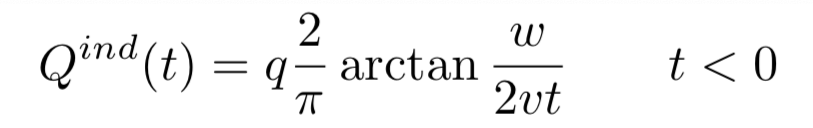 Q^{ind}(t) = q \frac{2}{\pi} \arctan \frac{w}{2vt} \qquad t < 0